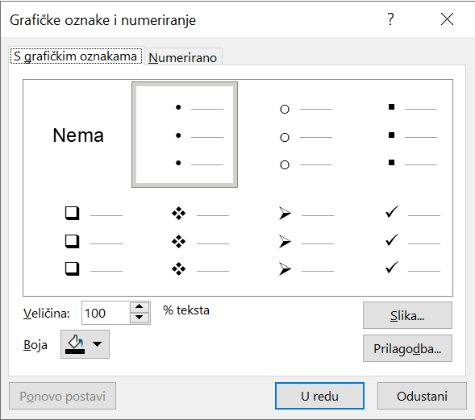 Grafičke oznake i numeriranje ?
S grafičkim oznakama Numerirano
Nema
Veličina: 100 % teksta Slika...
Boja Prilagodba...
Ponovo postavi U redu Odustani